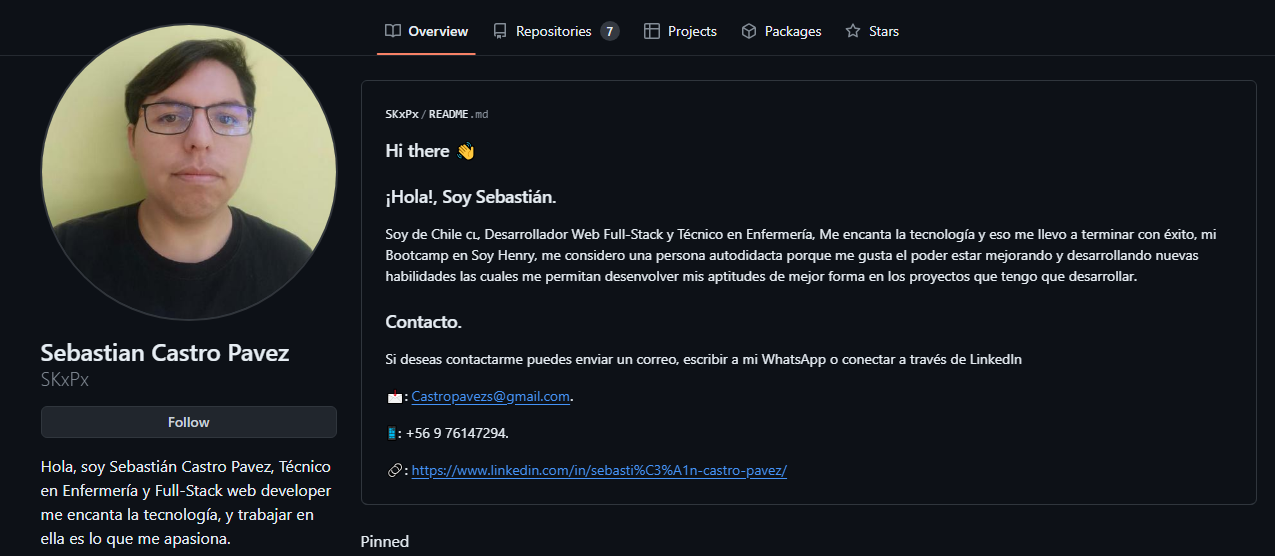 Overview
Repositories 7
Projects
Packages
Stars
SKxPx/README.md
Hi there 👋
¡Hola!, Soy Sebastián.
Soy de Chile CL, Desarrollador Web Full-Stack y Técnico en Enfermería, Me encanta la tecnología y eso me llevo a terminar con éxito, mi
Bootcamp en Soy Henry, me considero una persona autodidacta porque me gusta el poder estar mejorando y desarrollando nuevas
habilidades las cuales me permitan desenvolver mis aptitudes de mejor forma en los proyectos que tengo que desarrollar.
Contacto.
Si deseas contactarme puedes enviar un correo, escribir a mi WhatsApp o conectar a través de LinkedIn
📩: Castropavezs@gmail.com.
📱: +56 9 76147294.
🔗: https://www.linkedin.com/in/sebasti%C3%A1n-castro-pavez/
Sebastian Castro Pavez
SKxPx
Follow
Hola, soy Sebastián Castro Pavez, Técnico
en Enfermería y Full-Stack web developer
me encanta la tecnología, y trabajar en
ella es lo que me apasiona.
Pinned